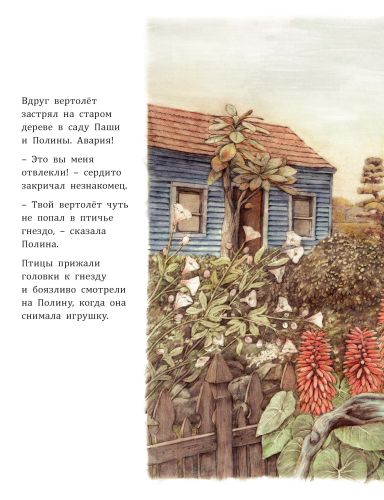 Вдруг вертолёт
застрял на старом
дереве в саду Паши
и Полины. Авария!
– Это вы меня
отвлекли! – сердито
закричал незнакомец.
– Твой вертолёт чуть
не попал в птичье
гнездо, – сказала
Полина.
Птицы прижали
головки к гнезду
и боязливо смотрели
на Полину, когда она
снимала игрушку.